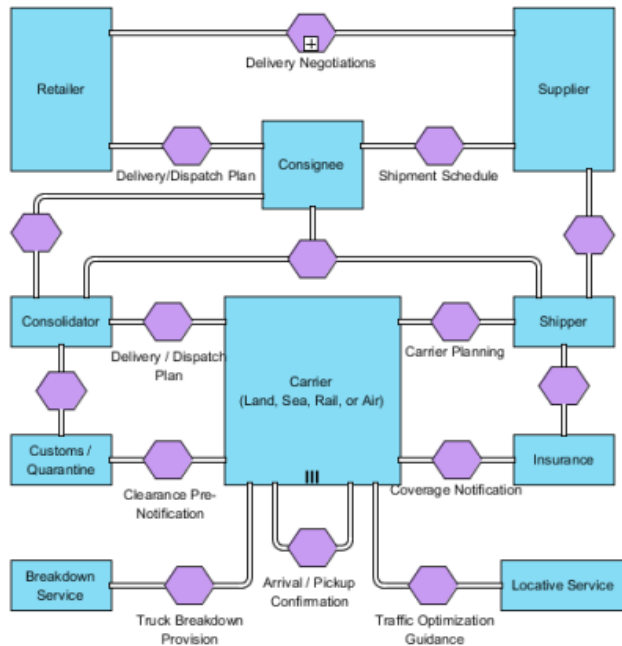 Delivery Negotiations
Retailer
Supplier
Consignee
Delivery/Dispatch Plan
Shipment Schedule
Consolidator
Shipper
Delivery / Dispatch
Plan
Carrier Planning
Carrier
(Land, Sea, Rail, or Air)
Customs /
Quarantine
Insurance
Clearance Pre-
Notification
Coverage Notification
Breakdown
Service
Arrival / Pickup
Confirmation
Locative Service
Truck Breakdown
Provision
Traffic Optimization
Guidance